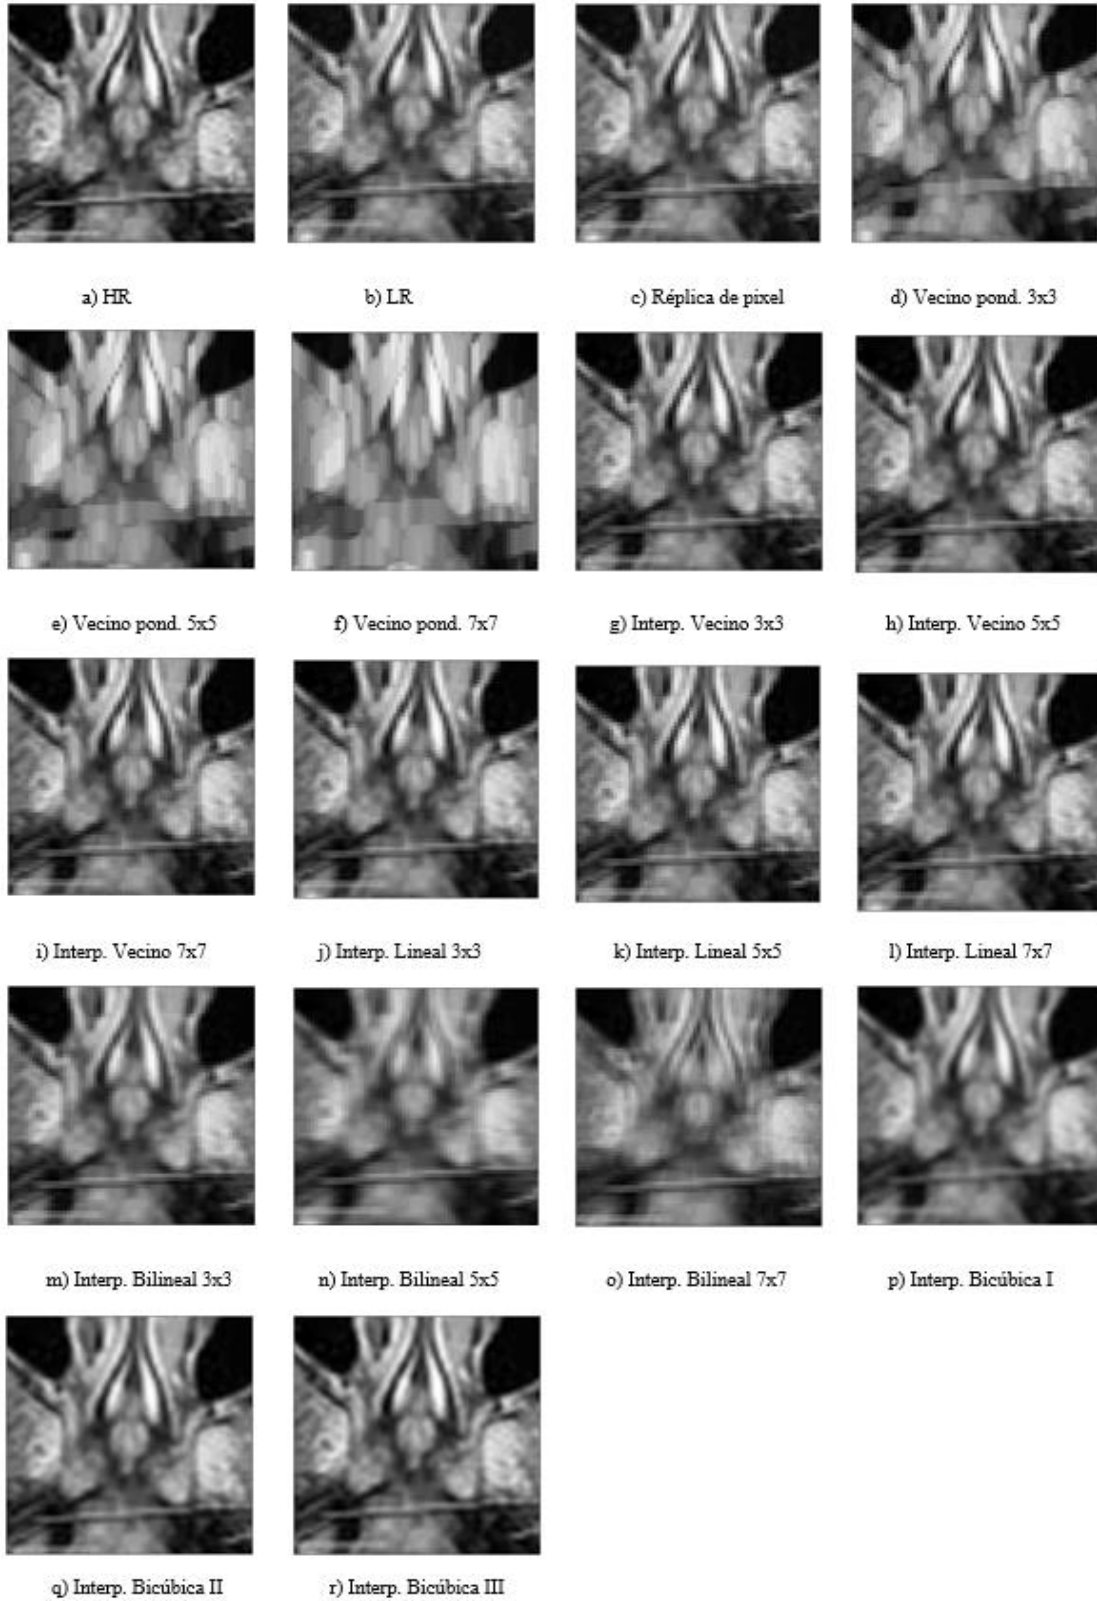 a) HR
b) LR
c) Réplica de pixel
d) Vecino pond. 3x3
e) Vecino pond. 5x5
f) Vecino pond. 7x7
g) Interp. Vecino 3x3
h) Interp. Vecino 5x5
i) Interp. Vecino 7x7
j) Interp. Lineal 3x3
k) Interp. Lineal 5x5
l) Interp. Lineal 7x7
m) Interp. Bilineal 3x3
n) Interp. Bilineal 5x5
o) Interp. Bilineal 7x7
p) Interp. Bicúbica I
q) Interp. Bicúbica II
r) Interp. Bicúbica III